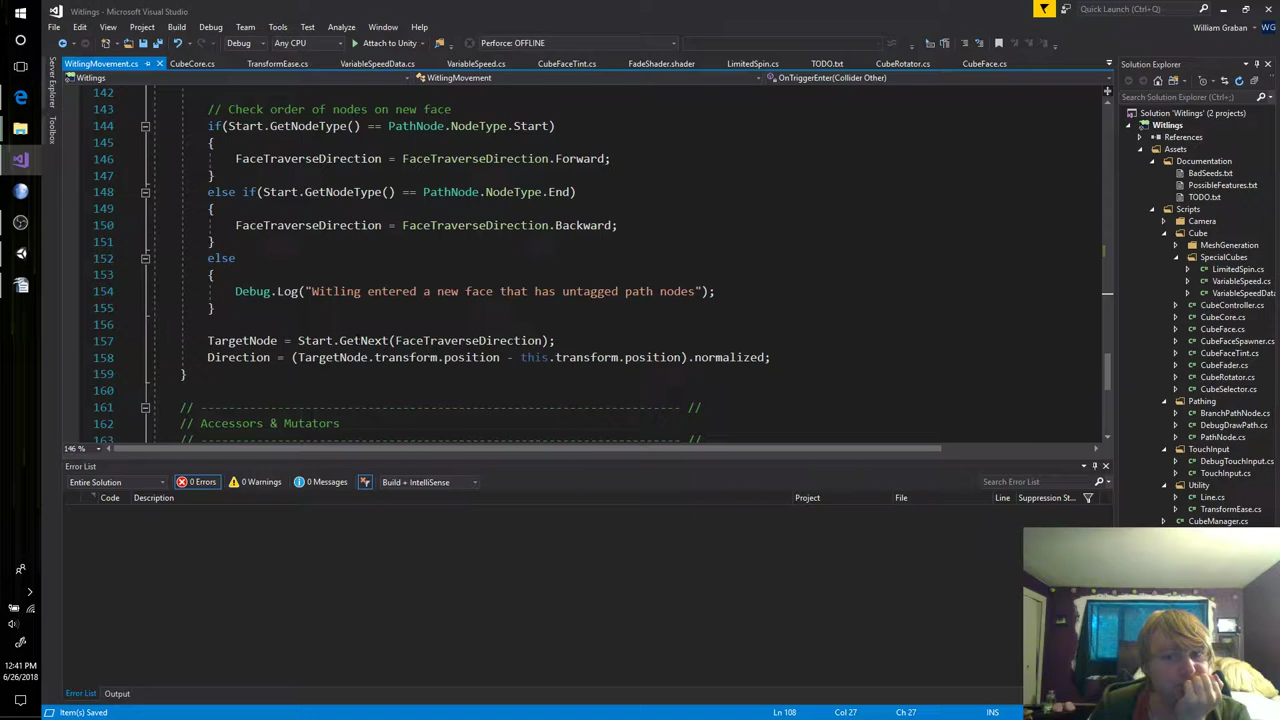 Witlings - Microsoft Visual Studio
Quick Launch (Ctrl+Q)
File Edit View Project Build Debug Team Tools Test Analyze Window Help
William Graban WG
Debug Any CPU Attach to Unity Perforce: OFFLINE
WitlingMovement.cs CubeCore.cs TransformEase.cs VariableSpeedData.cs VariableSpeed.cs CubeFaceTint.cs FadeShader.shader LimitedSpin.cs TODO.txt CubeRotator.cs CubeFace.cs
Witlings WitlingMovement OnTriggerEnter(Collider Other)
Server Explorer
Toolbox
142
143 // Check order of nodes on new face
144 if(Start.GetNodeType() == PathNode.NodeType.Start)
145 {
146 FaceTraverseDirection = FaceTraverseDirection.Forward;
147 }
148 else if(Start.GetNodeType() == PathNode.NodeType.End)
149 {
150 FaceTraverseDirection = FaceTraverseDirection.Backward;
151 }
152 else
153 {
154 Debug.Log("Witling entered a new face that has untagged path nodes");
155 }
156
157 TargetNode = Start.GetNext(FaceTraverseDirection);
158 Direction = (TargetNode.transform.position - this.transform.position).normalized;
159 }
160
161 // -------------------------------------------------------------------- //
162 // Accessors & Mutators
163 // -------------------------------------------------------------------- //
146 %
Error List
Entire Solution 0 Errors 0 Warnings 0 Messages Build + IntelliSense
Search Error List
Code Description Project File Line Suppression St...
Error List Output
Item(s) Saved Ln 108 Col 27 Ch 27 INS
Solution Explorer
Search Solution Explorer (Ctrl+;)
Solution 'Witlings' (2 projects)
Witlings
References
Assets
Documentation
BadSeeds.txt
PossibleFeatures.txt
TODO.txt
Scripts
Camera
Cube
MeshGeneration
SpecialCubes
LimitedSpin.cs
VariableSpeed.cs
VariableSpeedData
CubeController.cs
CubeCore.cs
CubeFace.cs
CubeFaceSpawner.cs
CubeFaceTint.cs
CubeFader.cs
CubeRotator.cs
CubeSelector.cs
Pathing
BranchPathNode.cs
DebugDrawPath.cs
PathNode.cs
TouchInput
DebugTouchInput.cs
TouchInput.cs
Utility
Line.cs
TransformEase.cs
CubeManager.cs
12:41 PM
6/26/2018